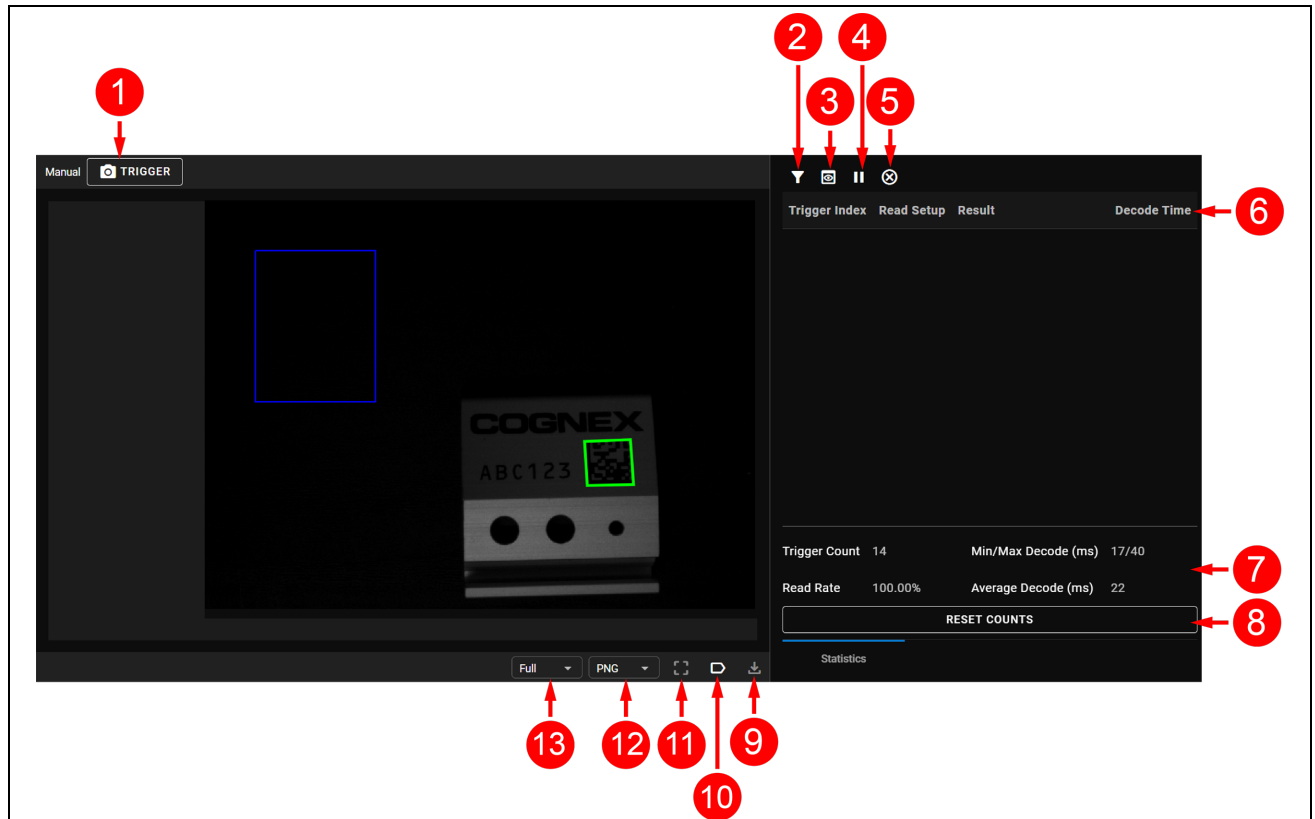 2 4
1 3 5
Manual TRIGGER
Trigger Index Read Setup Result Decode Time
6
COGNEX
ABC123
Trigger Count 14 Min/Max Decode (ms) 17/40
7
Read Rate 100.00% Average Decode (ms) 22
RESET COUNTS
8
Statistics
Full PNG
13 12 11 9
10